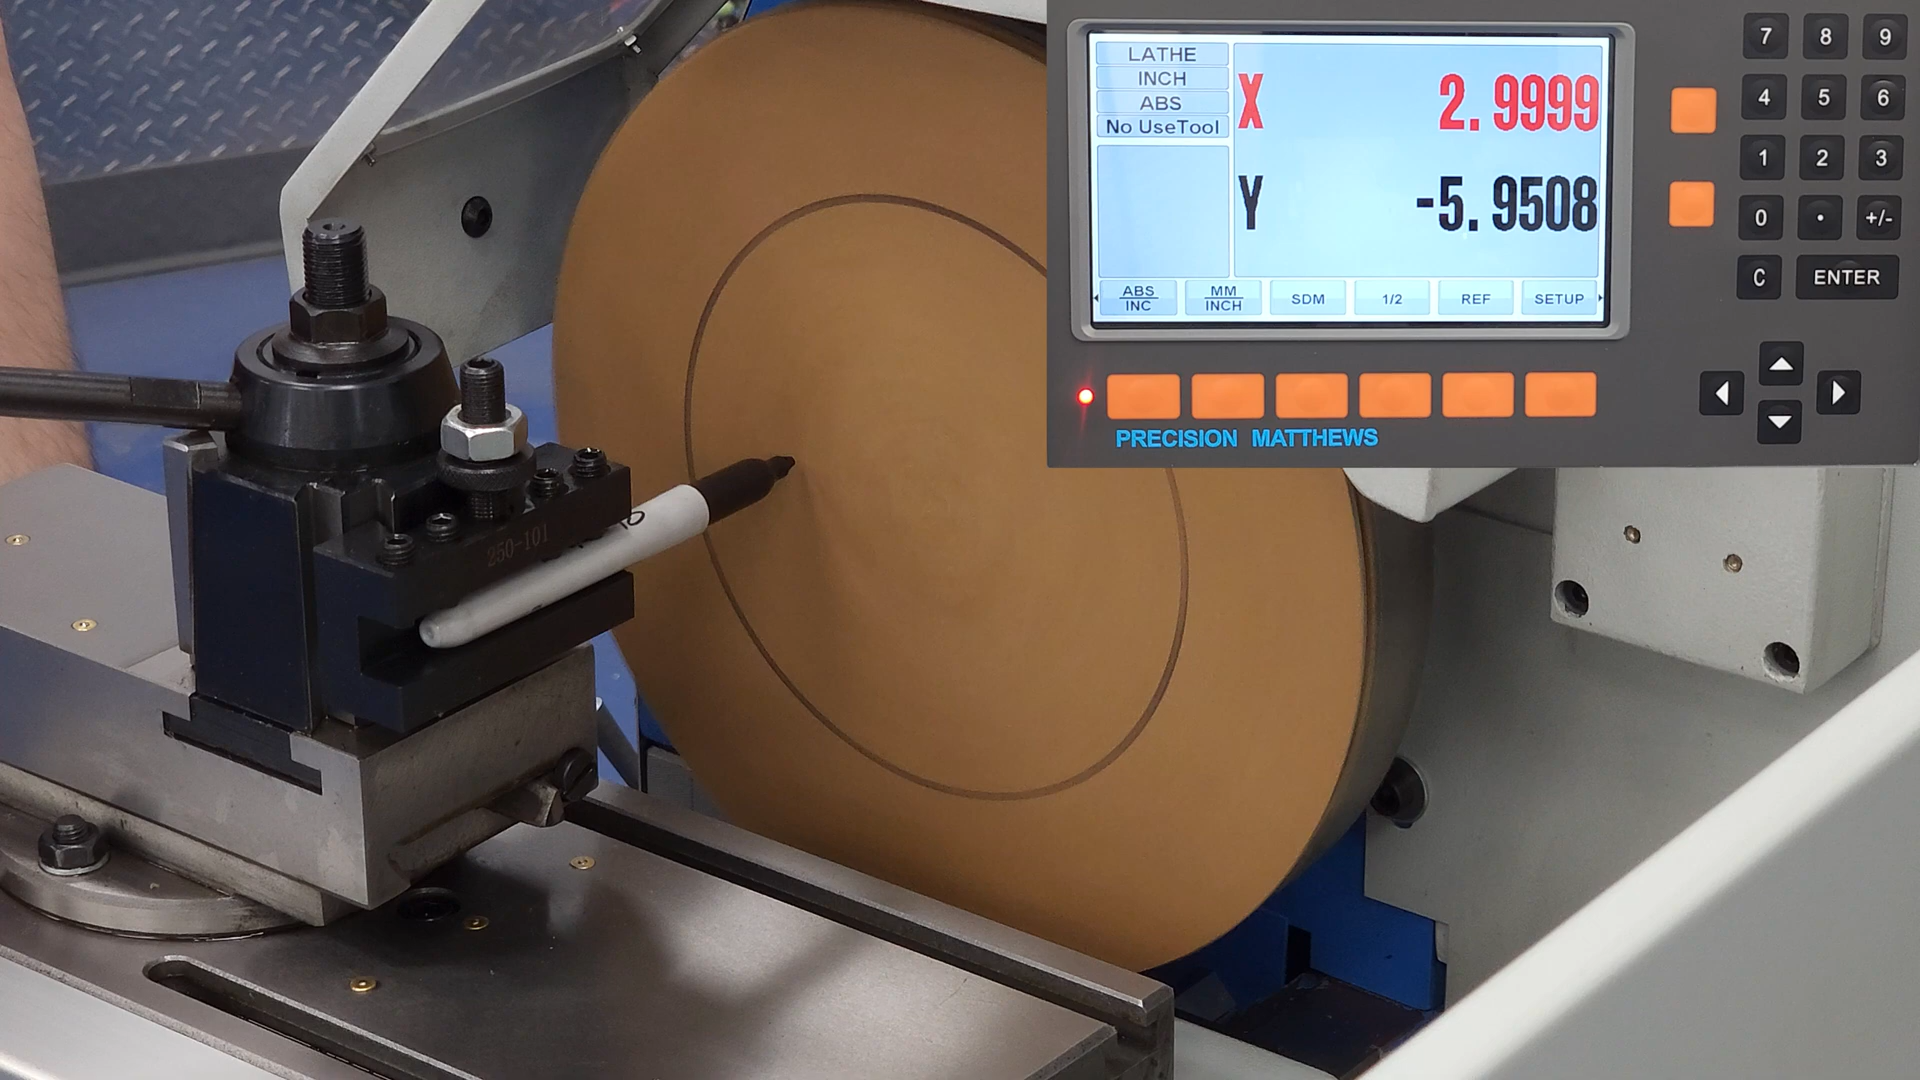 LATHE
INCH
ABS
No UseTool
X 2.9999
Y -5.9508
ABS
INC
MM
INCH
SDM
1/2
REF
SETUP
PRECISION MATTHEWS
7 8 9
4 5 6
1 2 3
0 • +/-
C ENTER
250-101